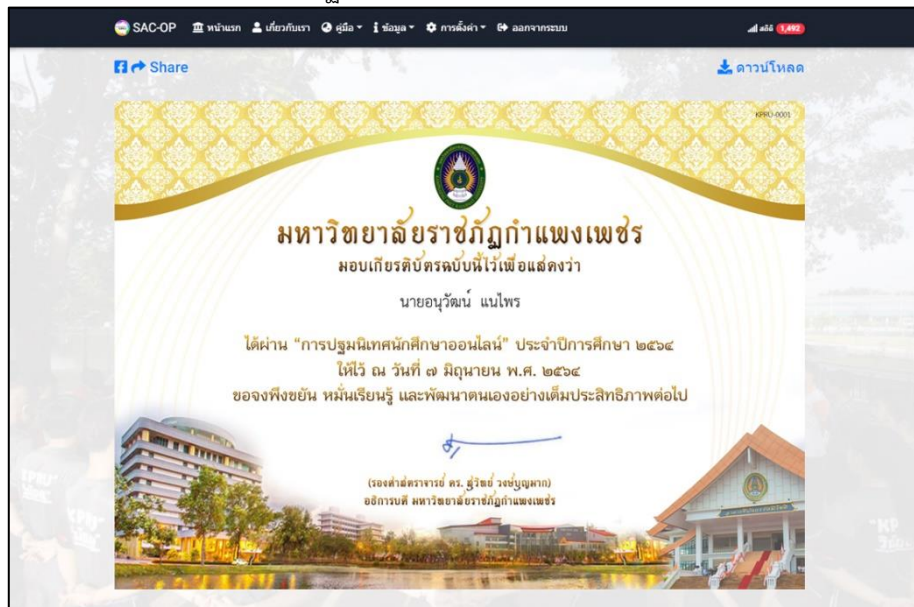 SAC-OP หน้าแรก เกี่ยวกับเรา คู่มือ ข้อมูล การตั้งค่า ออกจากระบบ สถิติ 1,492
Share ดาวน์โหลด
KPRU-0001
มหาวิทยาลัยราชภัฏกำแพงเพชร
มอบเกียรติบัตรฉบับนี้ไว้เพื่อแสดงว่า
นายอนุวัฒน์ แนไพร
ได้ผ่าน “การปฐมนิเทศนักศึกษาออนไลน์” ประจำปีการศึกษา ๒๕๖๔
ให้ไว้ ณ วันที่ ๗ มิถุนายน พ.ศ. ๒๕๖๔
ขอจงพึงขยัน หมั่นเรียนรู้ และพัฒนาตนเองอย่างเต็มประสิทธิภาพต่อไป
(รองศาสตราจารย์ ดร. สุวิทย์ วงษ์บุญมาก)
อธิการบดี มหาวิทยาลัยราชภัฏกำแพงเพชร